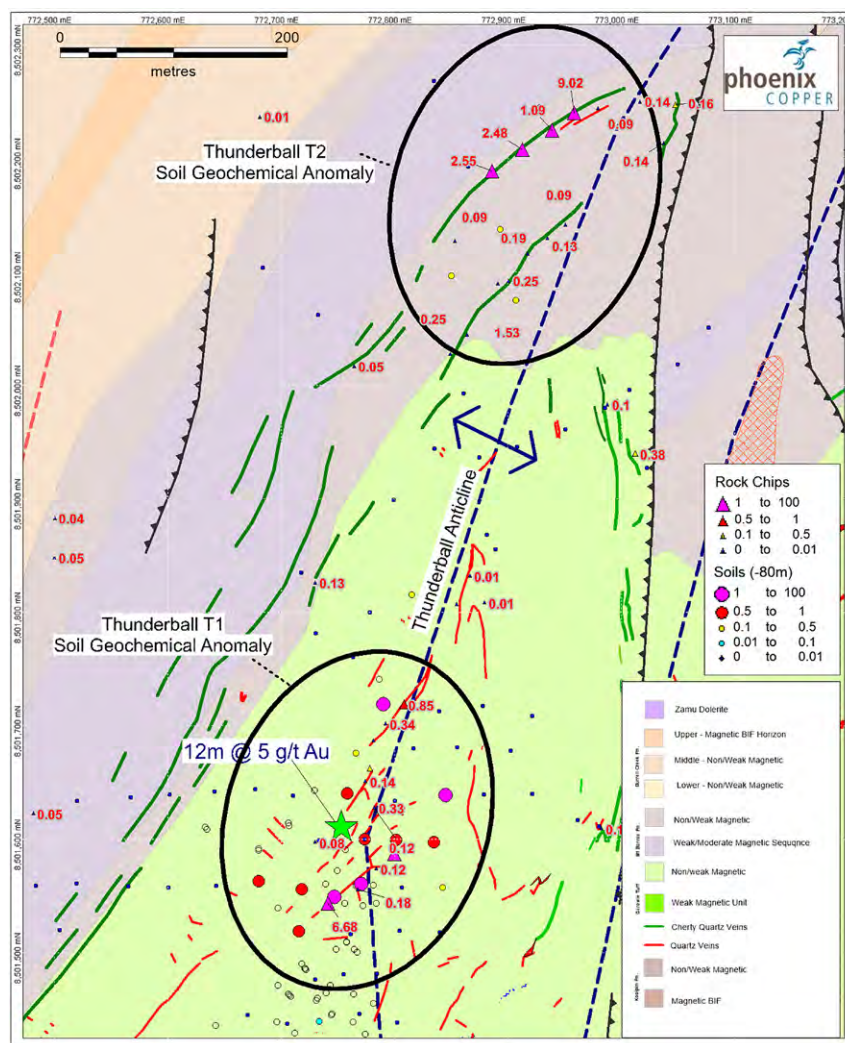 772,500 mE
772,600 mE
772,700 mE
772,800 mE
772,900 mE
773,000 mE
773,100 mE
773,20
0
200
metres
phoenix
COPPER
8,502,300 mN
8,502,200 mN
8,502,100 mN
8,502,000 mN
8,501,900 mN
8,501,800 mN
8,501,700 mN
8,501,600 mN
8,501,500 mN
9.02
0.14
0.16
0.01
1.09
0.09
2.48
0.14
Thunderball T2
Soil Geochemical Anomaly
2.55
0.09
0.09
0.19
0.13
0.25
0.25
1.53
0.05
0.1
0.38
Thunderball Anticline
0.04
0.05
0.13
0.01
0.01
Thunderball T1
Soil Geochemical Anomaly
0.85
0.34
12m @ 5 g/t Au
0.14
0.33
0.05
0.08
0.12
0.12
0.18
6.68
0.1
Rock Chips
1 to 100
0.5 to 1
0.1 to 0.5
0 to 0.01
Soils (-80m)
1 to 100
0.5 to 1
0.1 to 0.5
0.01 to 0.1
0 to 0.01
Zamu Dolerite
Upper - Magnetic BIF Horizon
Middle - Non/Weak Magnetic
Lower - Non/Weak Magnetic
Non/Weak Magnetic
Weak/Moderate Magnetic Sequqnce
Non/weak Magnetic
Weak Magnetic Unit
Cherty Quartz Veins
Quartz Veins
Non/Weak Magnetic
Magnetic BIF